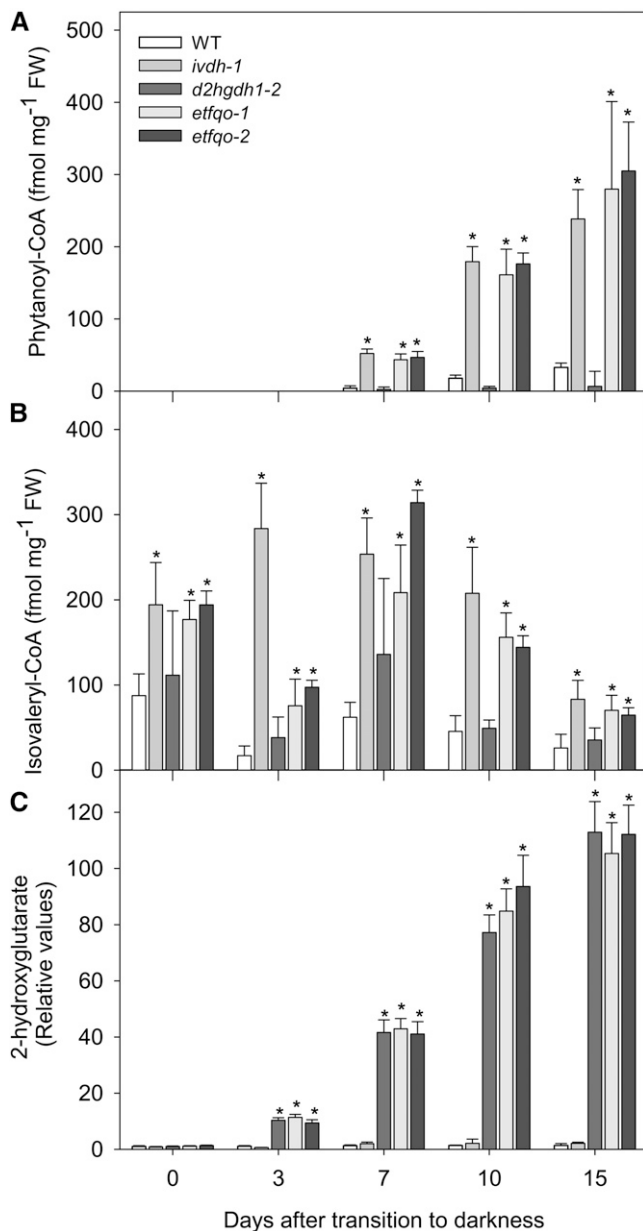 A
500
400
300
200
100
0
Phytanoyl-CoA (fmol mg⁻¹ FW)
WT
ivdh-1
d2hgdh1-2
etfqo-1
etfqo-2
* * *
* * *
* * *
B
400
300
200
100
0
Isovaleryl-CoA (fmol mg⁻¹ FW)
* * *
* * *
* * *
* * *
* * *
C
120
100
80
60
40
20
0
2-hydroxyglutarate
(Relative values)
* * *
* * *
* * *
* * *
0 3 7 10 15
Days after transition to darkness